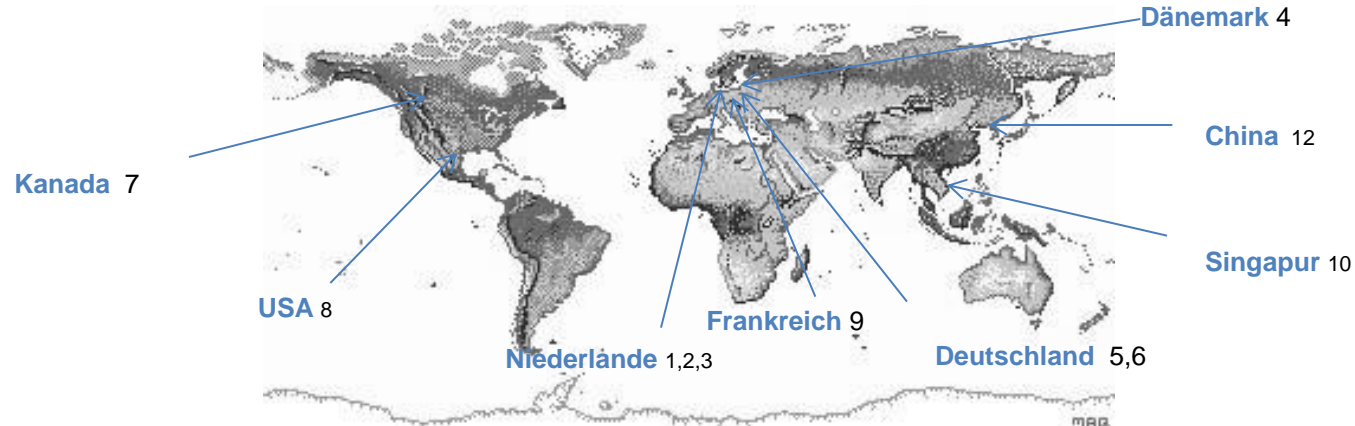 Dänemark 4
China 12
Kanada 7
Singapur 10
USA 8
Frankreich 9
Niederlande 1,2,3
Deutschland 5,6
MAG